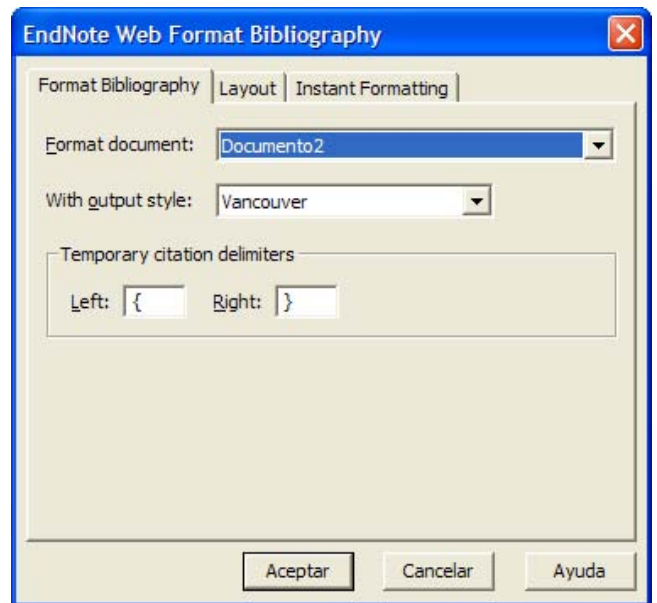 EndNote Web Format Bibliography
Format Bibliography Layout Instant Formatting
Format document: Documento2
With output style: Vancouver
Temporary citation delimiters
Left: { Right: }
Aceptar Cancelar Ayuda